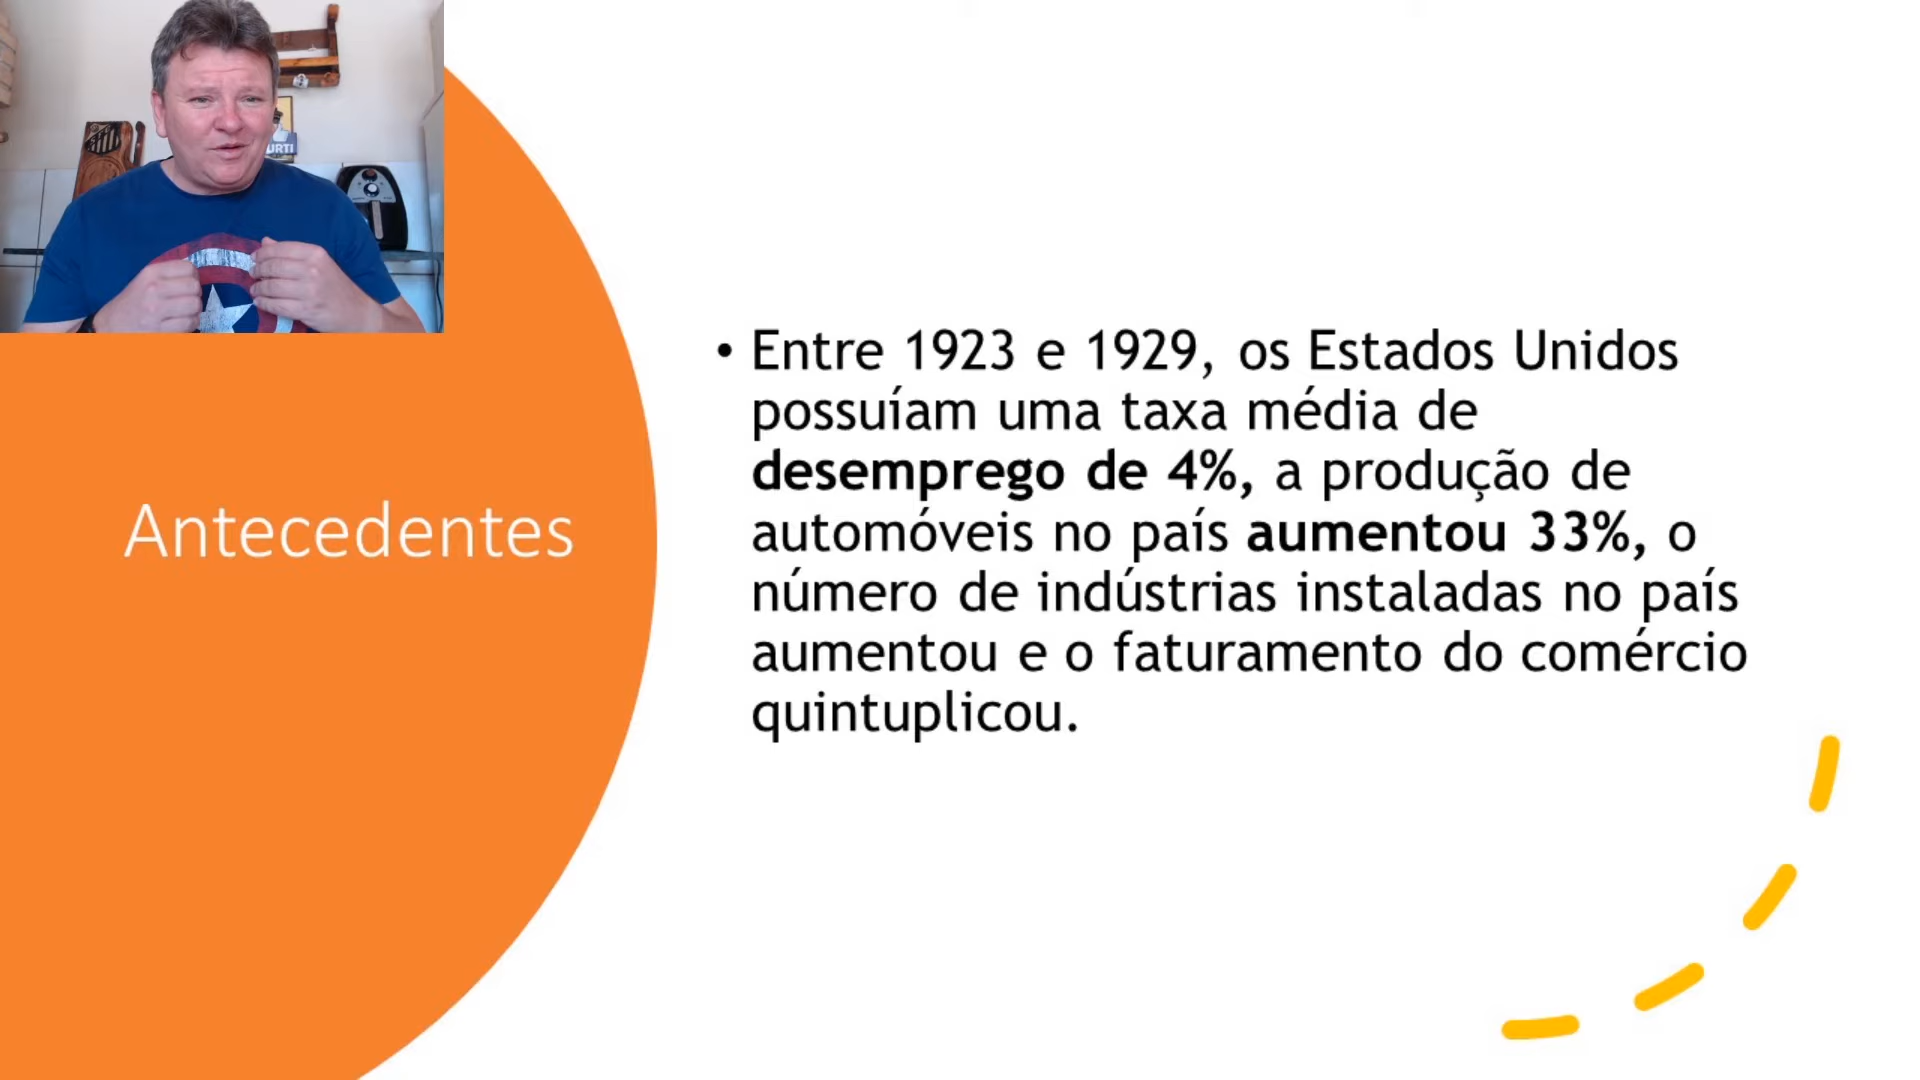 URTI
Antecedentes
• Entre 1923 e 1929, os Estados Unidos
possuíam uma taxa média de
desemprego de 4%, a produção de
automóveis no país aumentou 33%, o
número de indústrias instaladas no país
aumentou e o faturamento do comércio
quintuplicou.